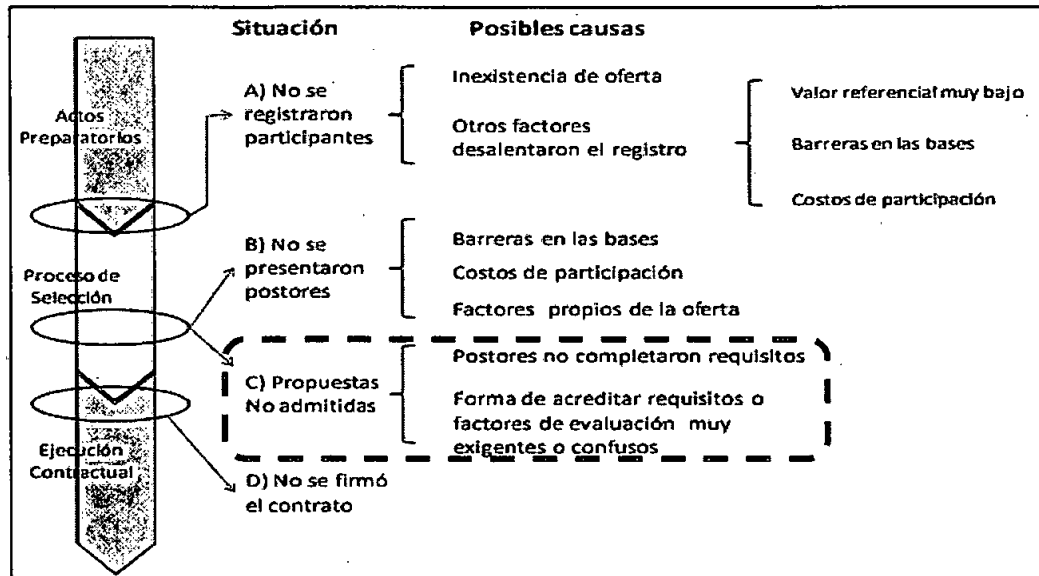 Situación
Posibles causas
Actos
Preparatorios
A) No se
registraron
participantes
Inexistencia de oferta
Otros factores
desalentaron el registro
Valor referencial muy bajo
Barreras en las bases
Costos de participación
Proceso de
Selección
B) No se
presentaron
postores
Barreras en las bases
Costos de participación
Factores propios de la oferta
C) Propuestas
No admitidas
Postores no completaron requisitos
Forma de acreditar requisitos o
factores de evaluación muy
exigentes o confusos
Ejecución
Contractual
D) No se firmó
el contrato